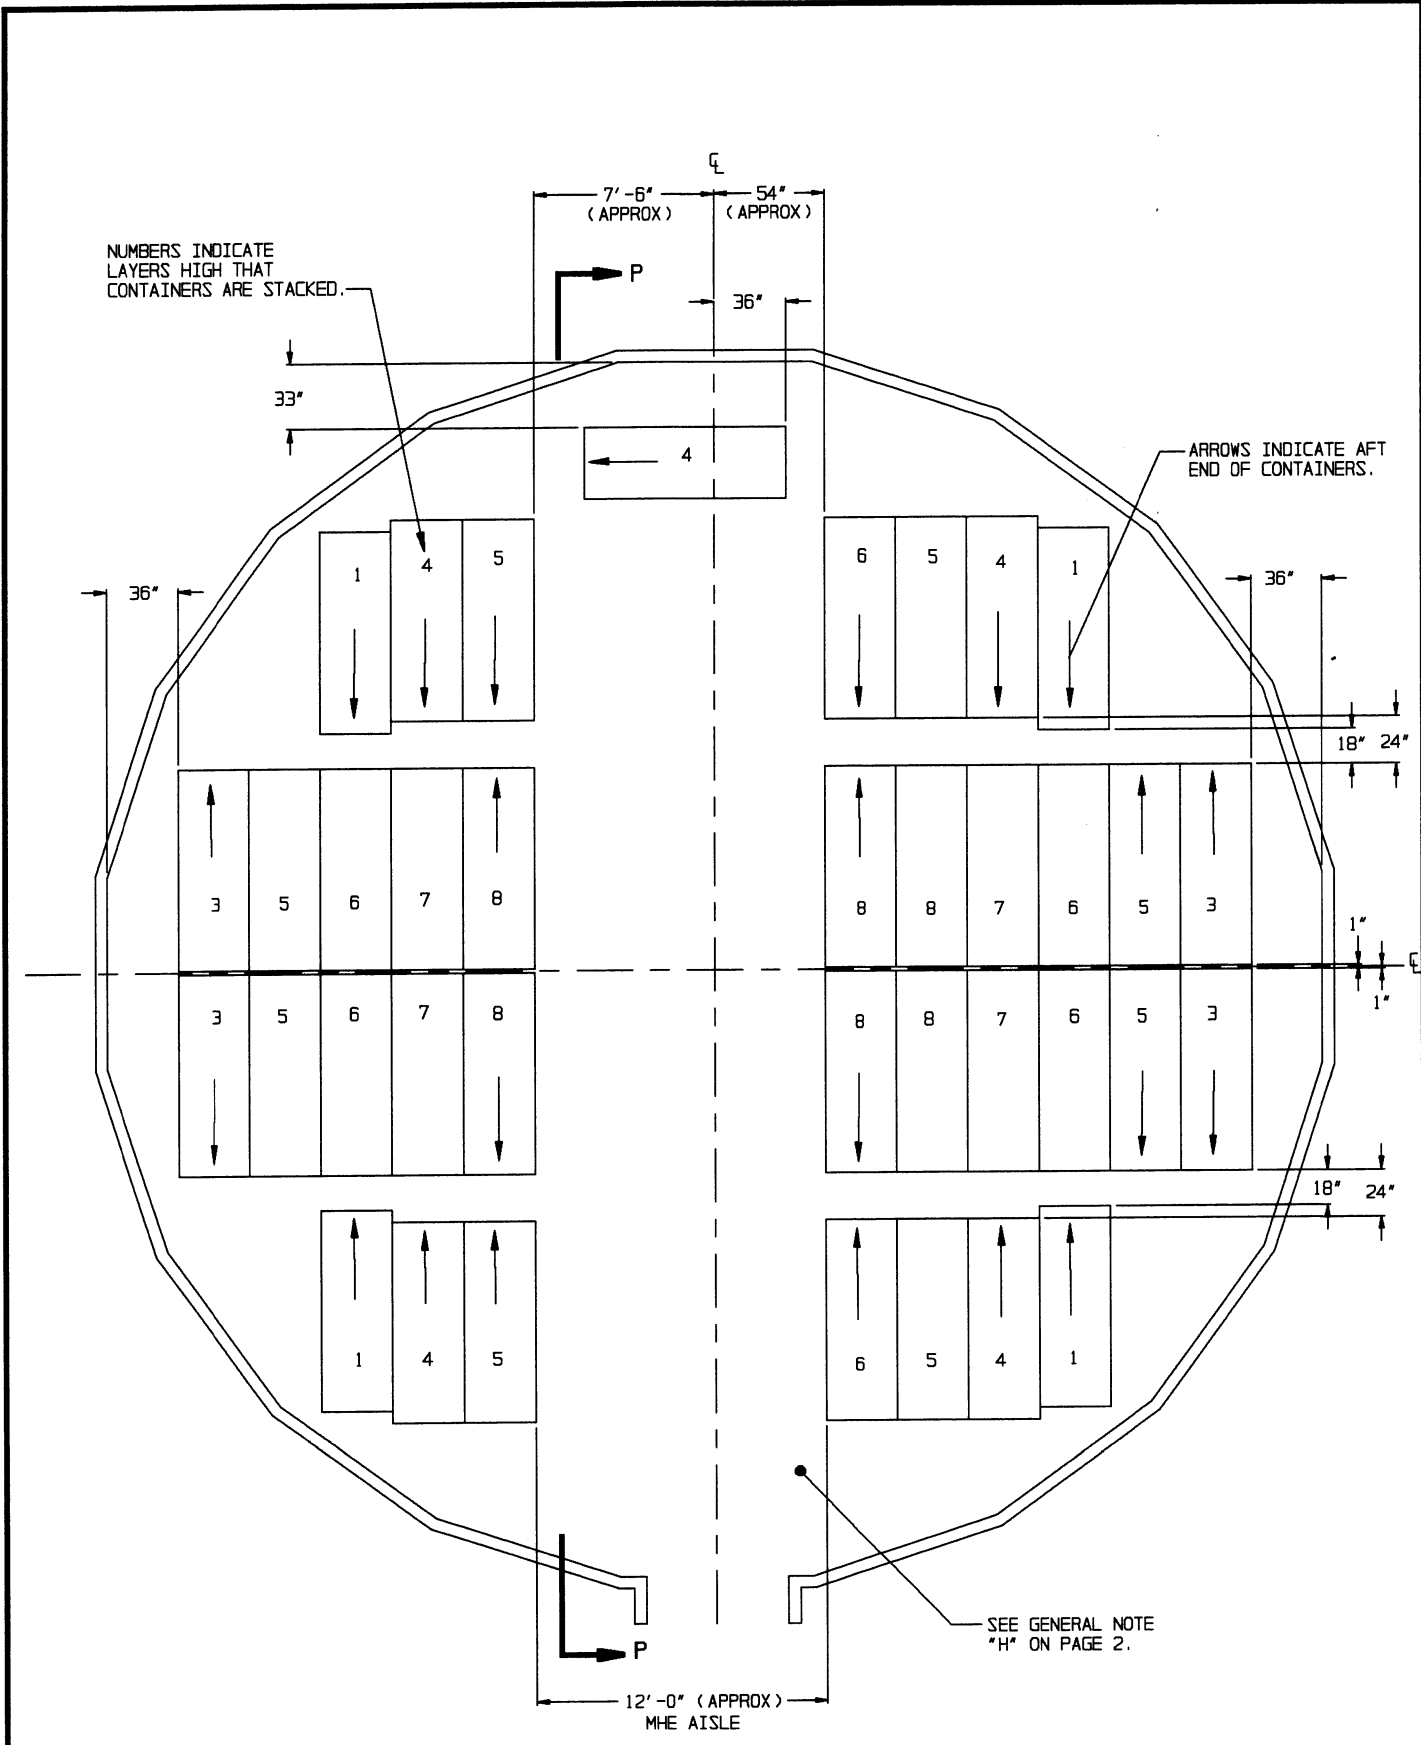 ℄
7'-6"
(APPROX)
54"
(APPROX)
NUMBERS INDICATE
LAYERS HIGH THAT
CONTAINERS ARE STACKED.
P
36"
33"
4
ARROWS INDICATE AFT
END OF CONTAINERS.
1 4 5 6 5 4 1
36" 36"
18" 24"
3 5 6 7 8 8 8 7 6 5 3
1"
℄
1"
3 5 6 7 8 8 8 7 6 5 3
18" 24"
1 4 5 6 5 4 1
SEE GENERAL NOTE
"H" ON PAGE 2.
P
12'-0" (APPROX)
MHE AISLE